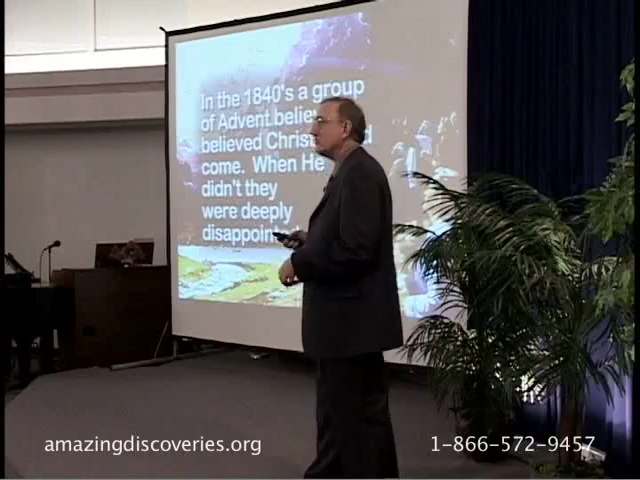 In the 1840's a group
of Advent
believed Christ
come. When He
didn't they
were deeply
amazingdiscoveries.org 1-866-572-9457